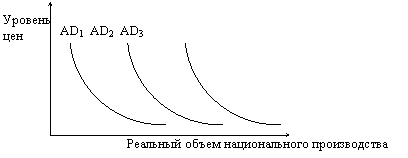 Уровень
цен
AD1 AD2 AD3
Реальный объем национального производства